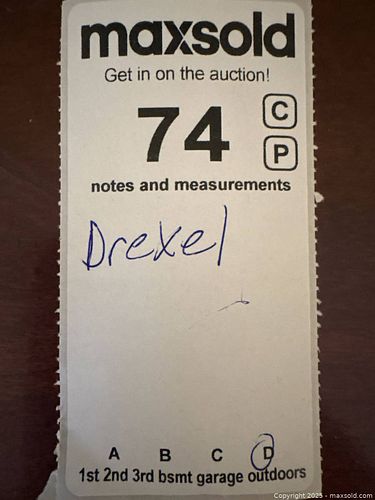 maxsold
Get in on the auction!
74
C
P
notes and measurements
Drexel
A B C D
1st 2nd 3rd bsmt garage outdoors
Copyright 2025 - maxsold.com